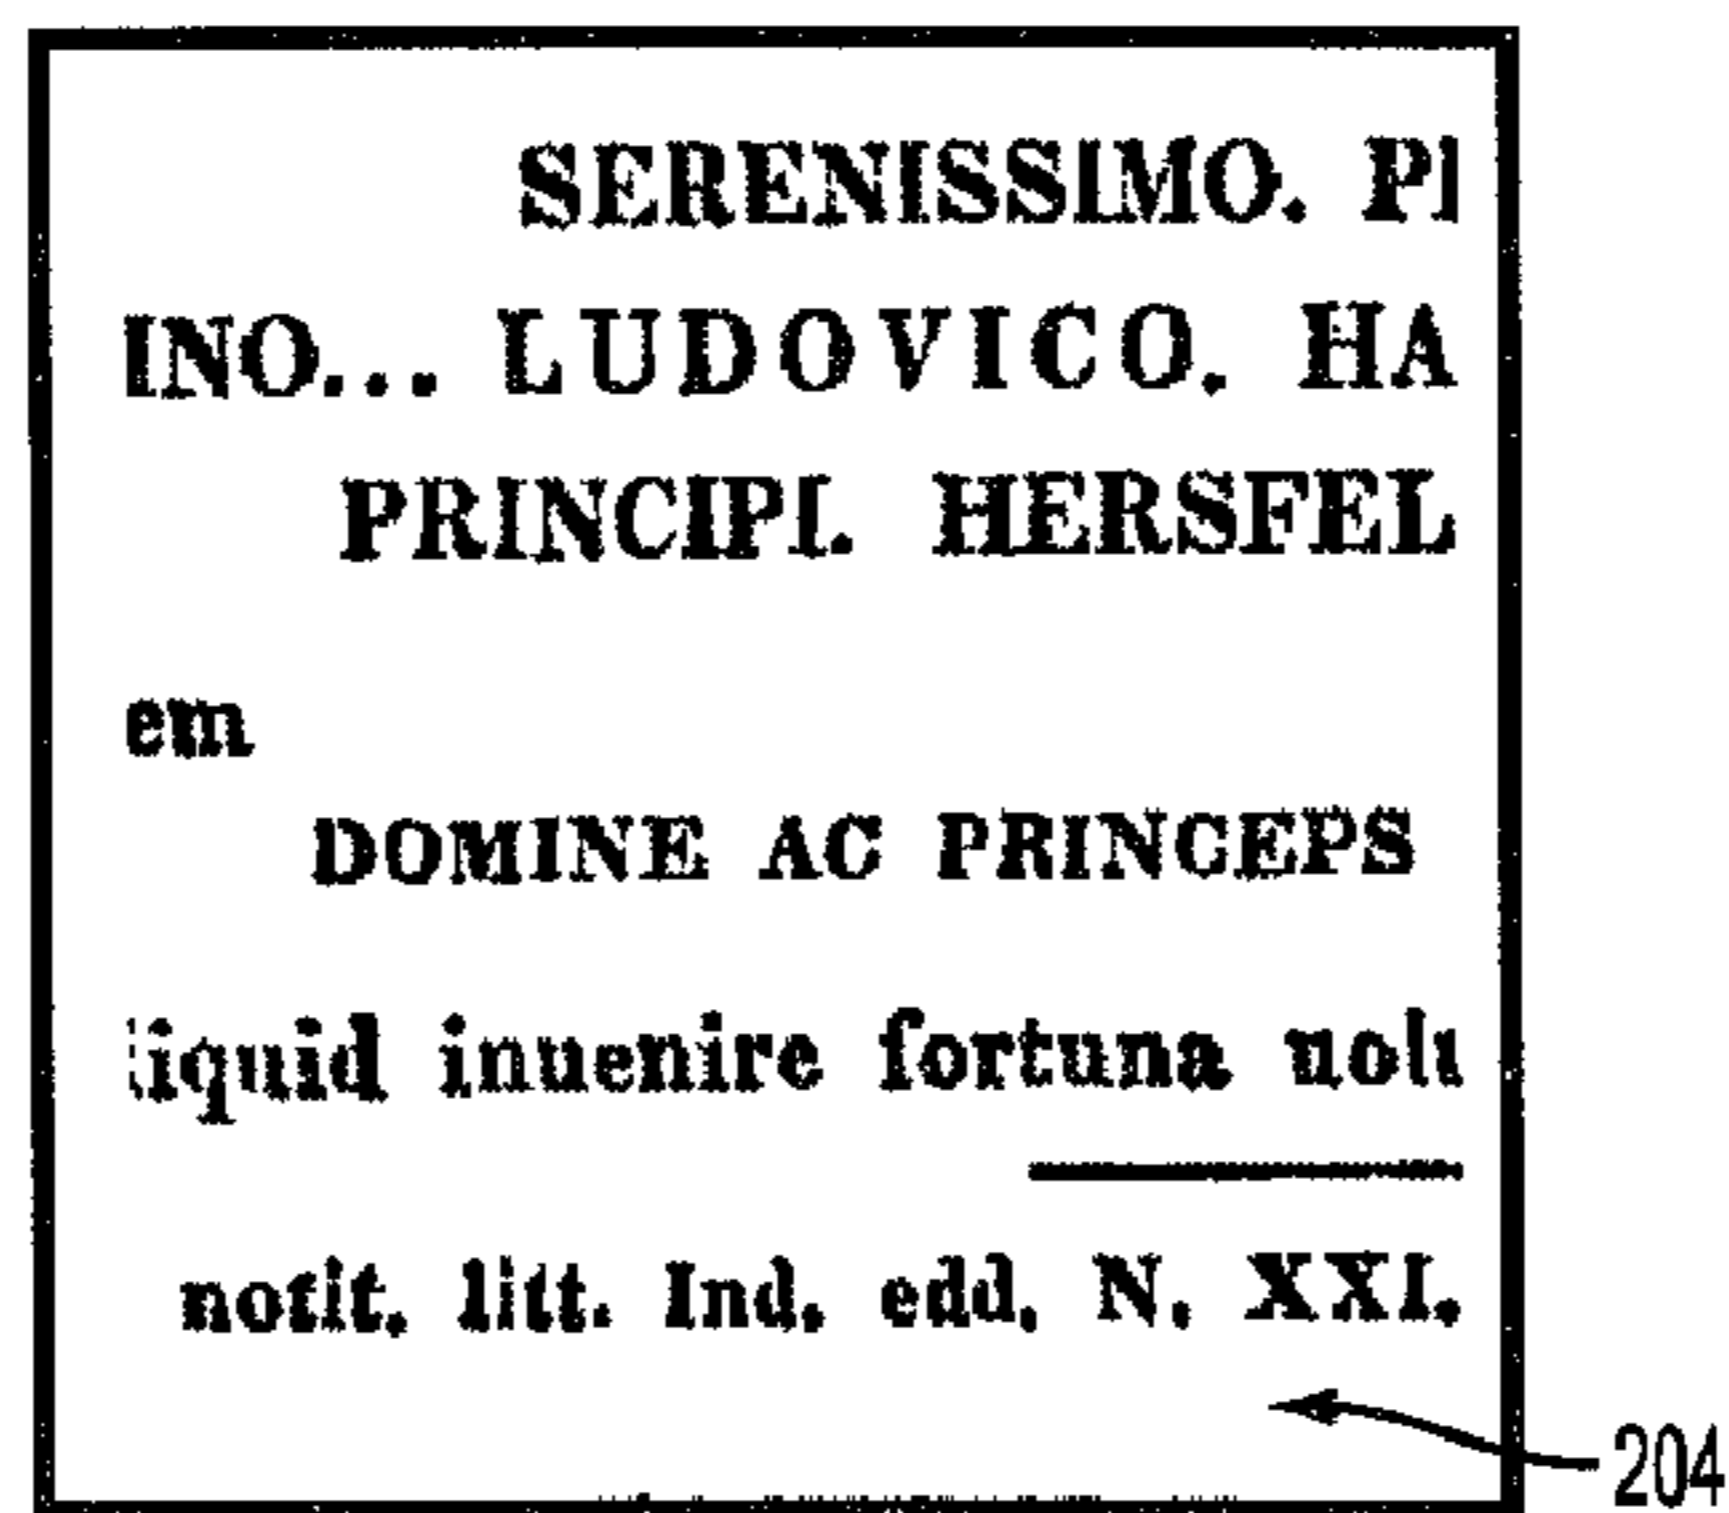 SERENISSIMO. P
INO... LUDOVICO. HA
PRINCIPI. HERSFEL
em
DOMINE AC PRINCEPS
iquid inuenire fortuna uolu
notit. litt. Ind. edd. N. XXI.
204